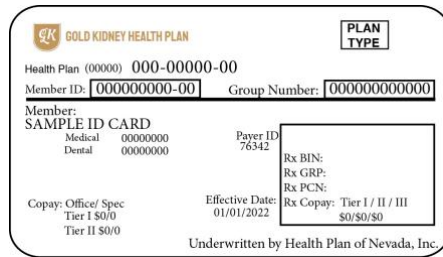 GK GOLD KIDNEY HEALTH PLAN
PLAN TYPE
Health Plan (00000) 000-00000-00
Member ID: 000000000-00 Group Number: 000000000000
Member:
SAMPLE ID CARD
Medical 00000000
Dental 00000000
Payer ID
76342
Rx BIN:
Rx GRP:
Rx PCN:
Rx Copay: Tier I / II / III
$0/$0/$0
Copay: Office/ Spec
Tier I $0/0
Tier II $0/0
Effective Date:
01/01/2022
Underwritten by Health Plan of Nevada, Inc.